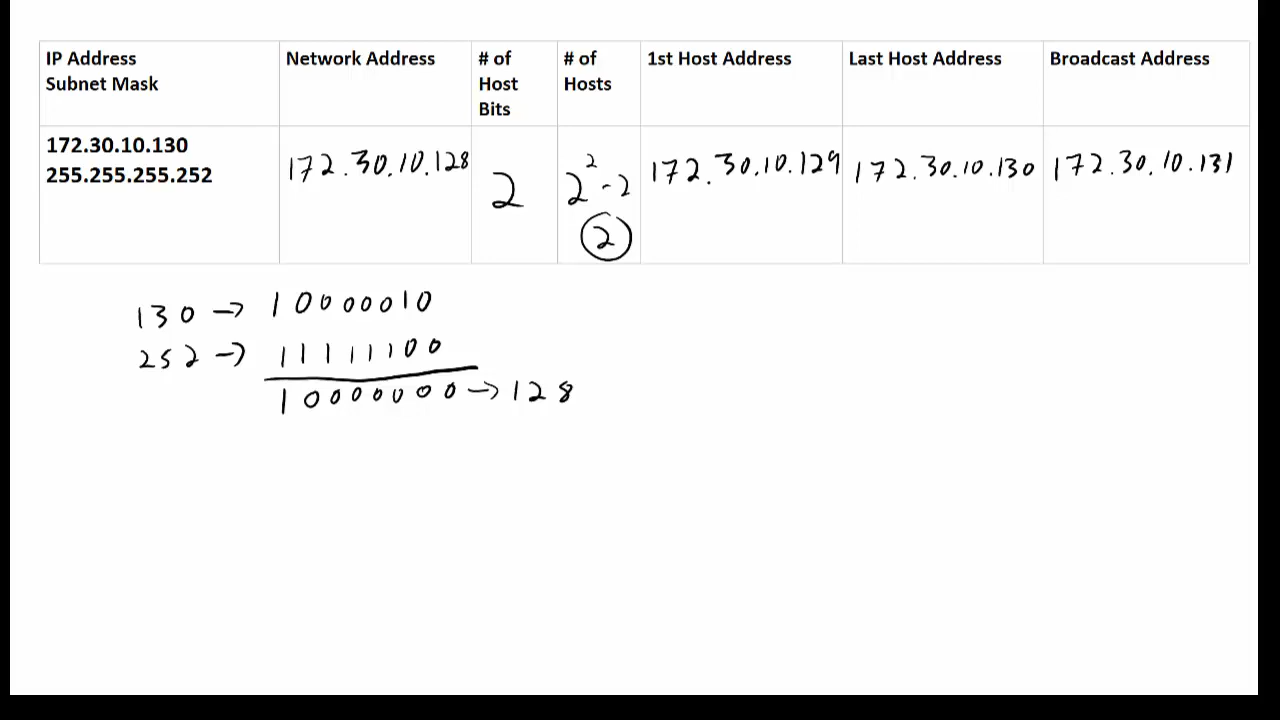 IP Address
Subnet Mask
Network Address
# of
Host
Bits
# of
Hosts
1st Host Address
Last Host Address
Broadcast Address
172.30.10.130
255.255.255.252
172.30.10.128
2
2² - 2
2
172.30.10.129
172.30.10.130
172.30.10.131
130 → 10000010
252 → 11111100
10000000 → 128